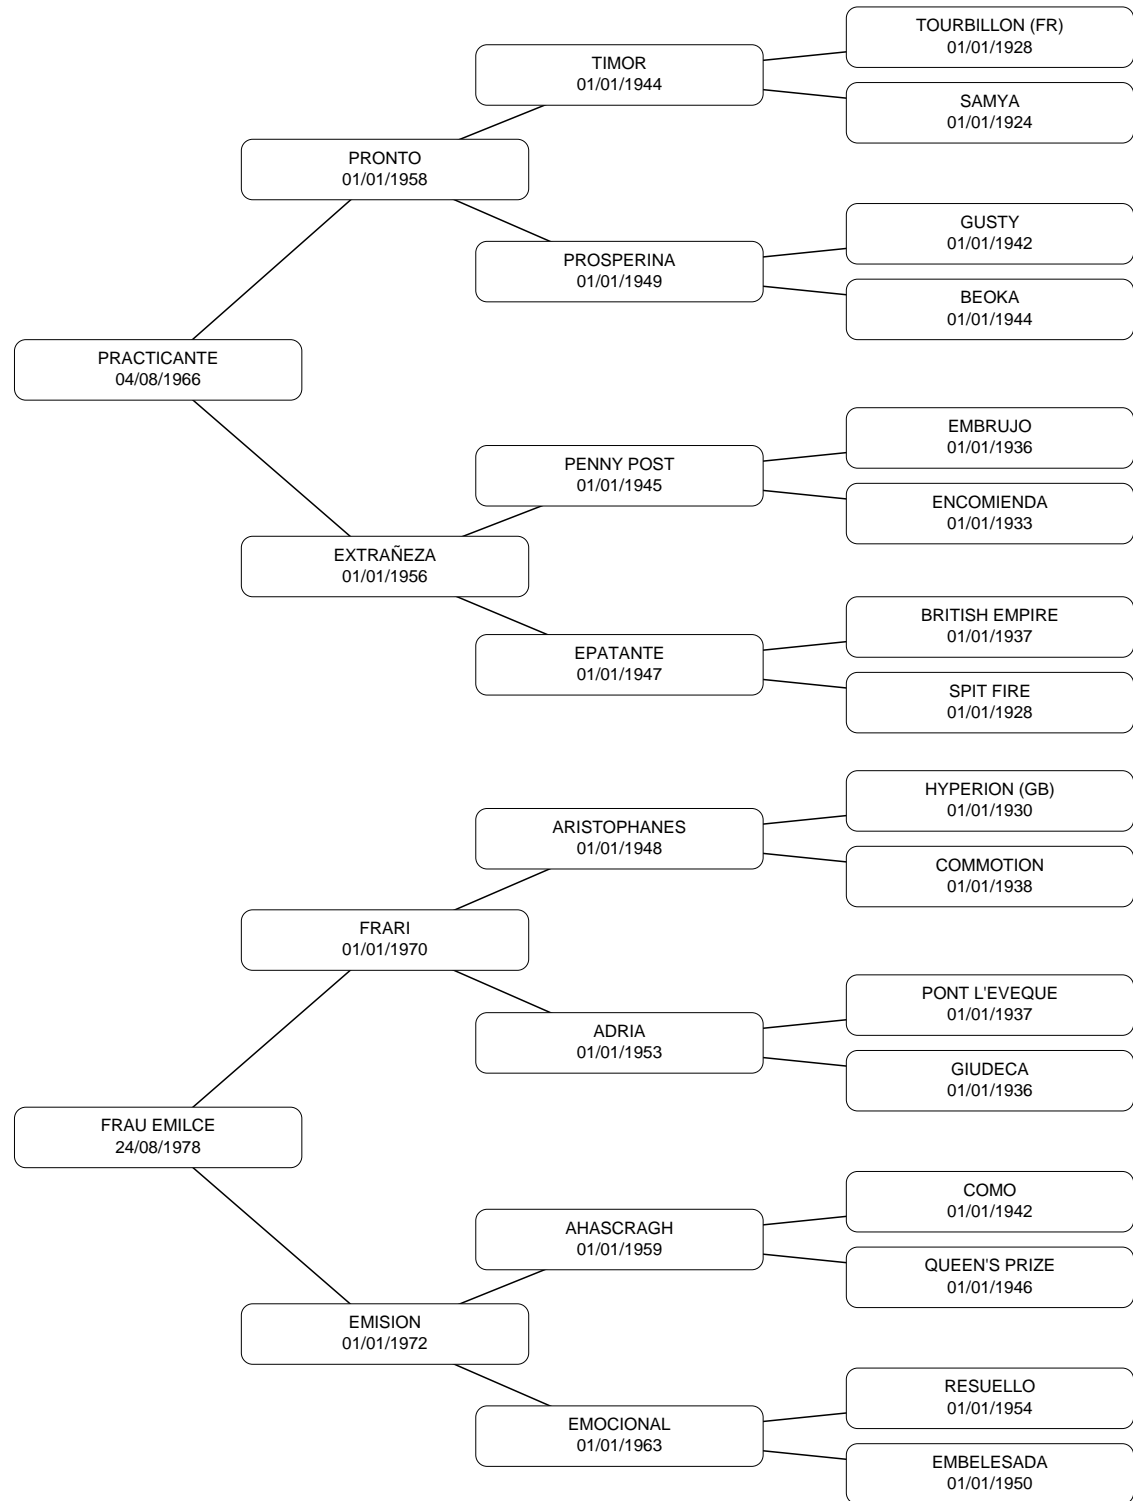 TOURBILLON (FR)
01/01/1928
TIMOR
01/01/1944
SAMYA
01/01/1924
PRONTO
01/01/1958
GUSTY
01/01/1942
PROSPERINA
01/01/1949
BEOKA
01/01/1944
PRACTICANTE
04/08/1966
EMBRUJO
01/01/1936
PENNY POST
01/01/1945
ENCOMIENDA
01/01/1933
EXTRAÑEZA
01/01/1956
BRITISH EMPIRE
01/01/1937
EPATANTE
01/01/1947
SPIT FIRE
01/01/1928
HYPERION (GB)
01/01/1930
ARISTOPHANES
01/01/1948
COMMOTION
01/01/1938
FRARI
01/01/1970
PONT L'EVEQUE
01/01/1937
ADRIA
01/01/1953
GIUDECA
01/01/1936
FRAU EMILCE
24/08/1978
COMO
01/01/1942
AHASCRAGH
01/01/1959
QUEEN'S PRIZE
01/01/1946
EMISION
01/01/1972
RESUELLO
01/01/1954
EMOCIONAL
01/01/1963
EMBELESADA
01/01/1950